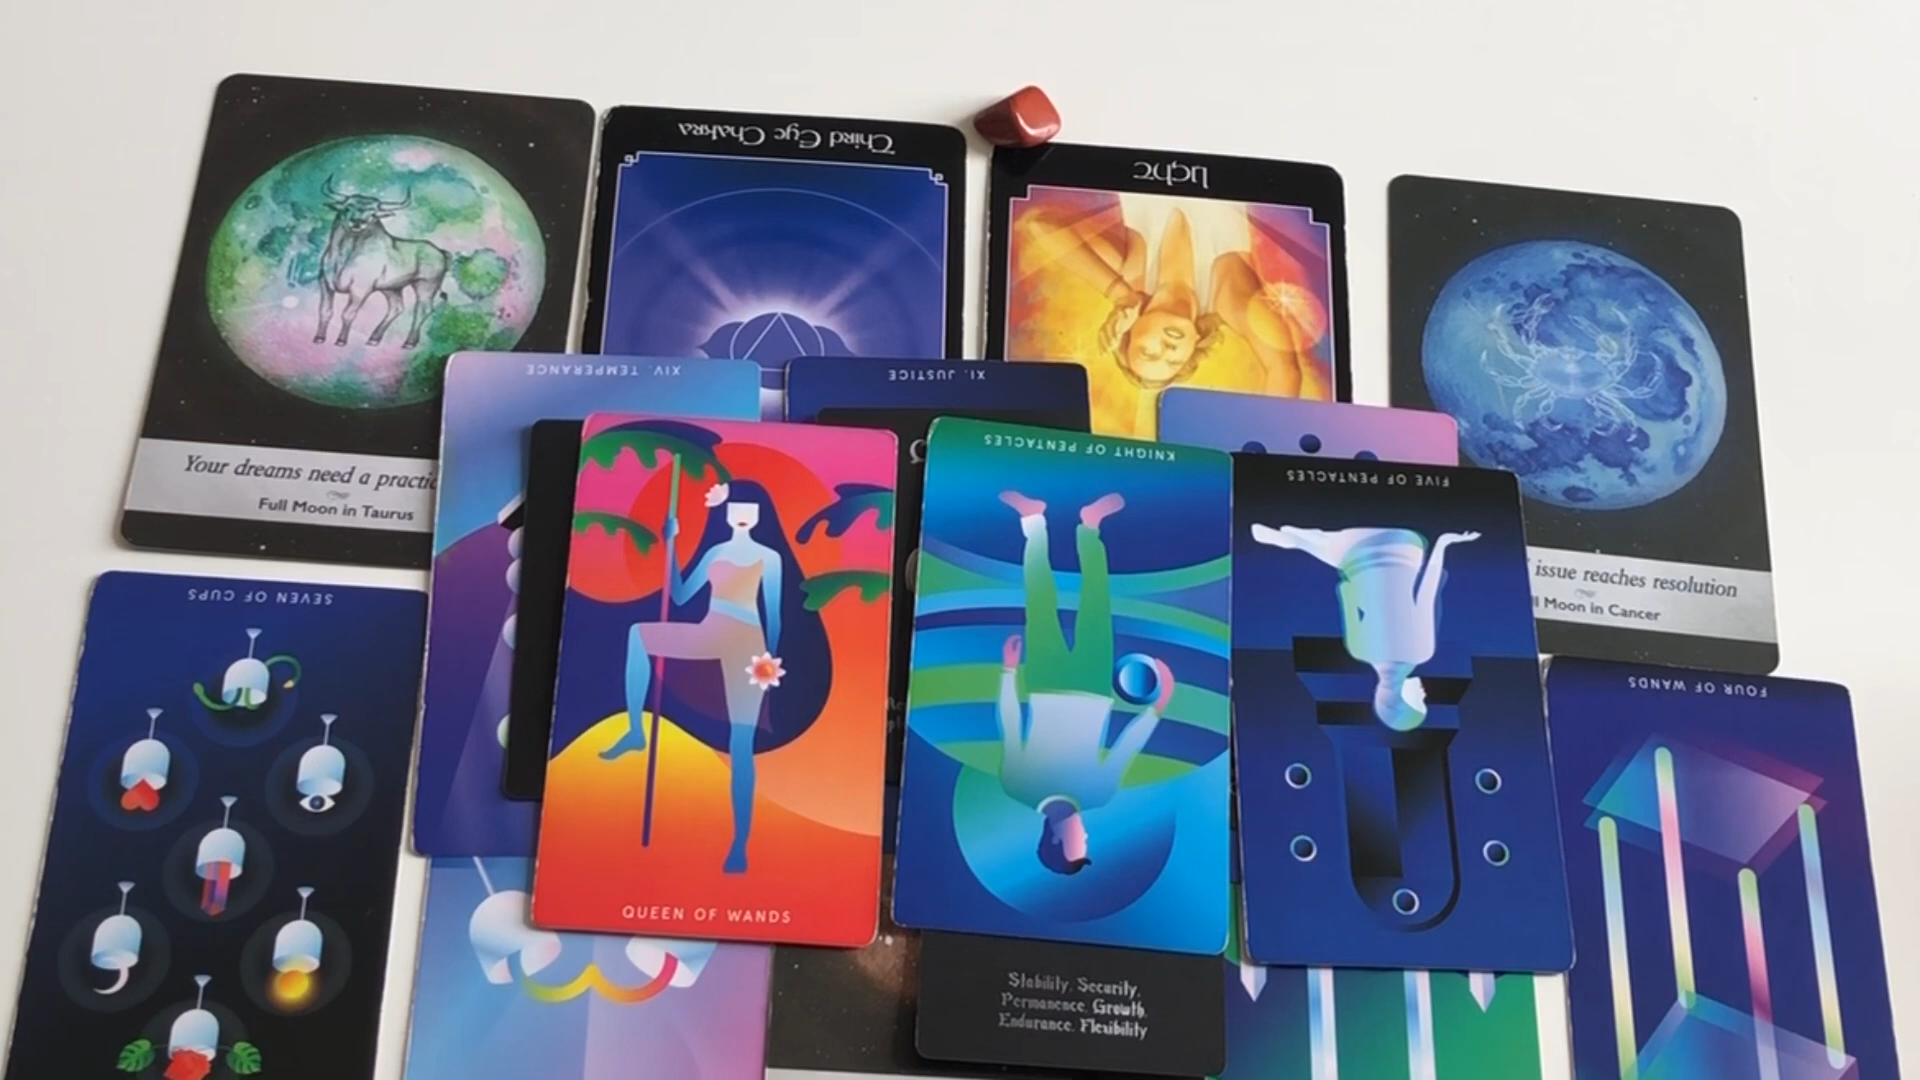 Third Eye Chakra
Light
XIV. TEMPERANCE
XI. JUSTICE
KNIGHT OF PENTACLES
FIVE OF PENTACLES
Your dreams need a practic
Full Moon in Taurus
issue reaches resolution
ll Moon in Cancer
SEVEN OF CUPS
FOUR OF WANDS
QUEEN OF WANDS
Stability, Security,
Permanence, Growth,
Endurance, Flexibility